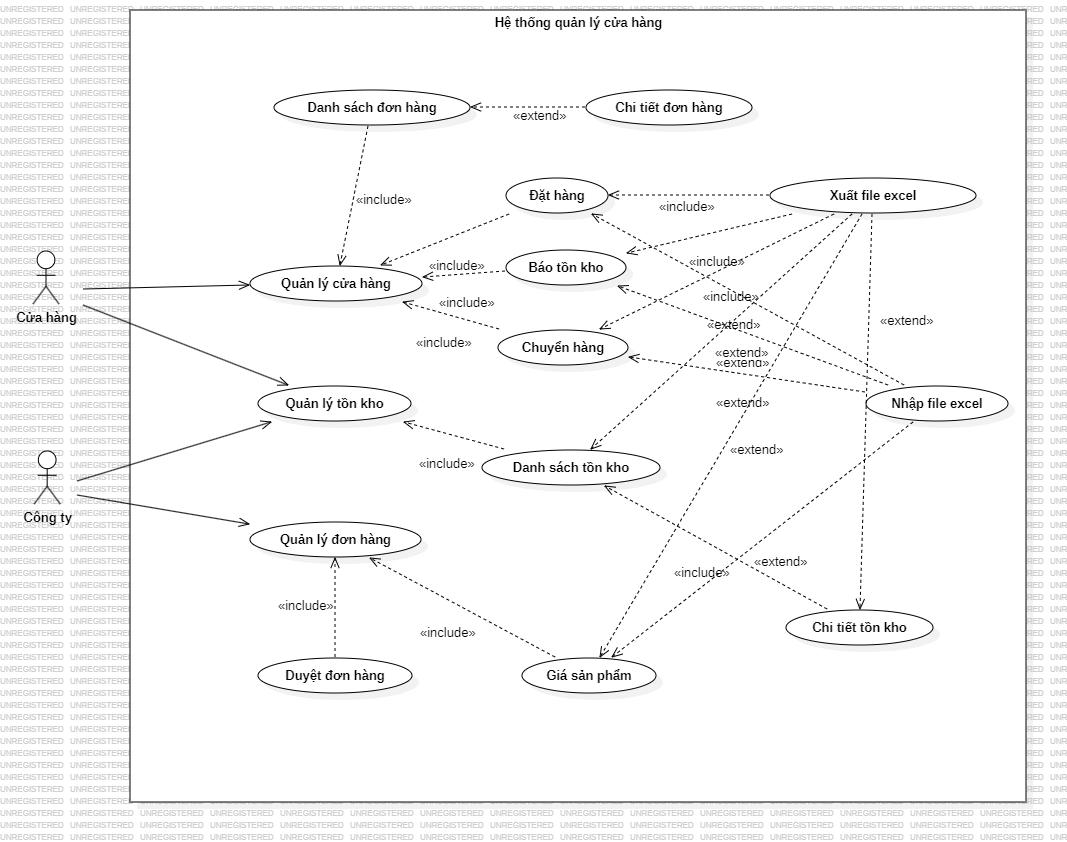 Hệ thống quản lý cửa hàng
Danh sách đơn hàng
Chi tiết đơn hàng
«extend»
Đặt hàng
Xuất file excel
«include»
«include»
Báo tồn kho
«include»
«include»
Quản lý cửa hàng
«include»
«include»
Cửa hàng
«extend»
«extend»
«include»
Chuyển hàng
«extend»
«extend»
Quản lý tồn kho
«extend»
Nhập file excel
«extend»
Danh sách tồn kho
«include»
Công ty
Quản lý đơn hàng
«extend»
«include»
«include»
Chi tiết tồn kho
«include»
Duyệt đơn hàng
Giá sản phẩm
UNREGISTERED